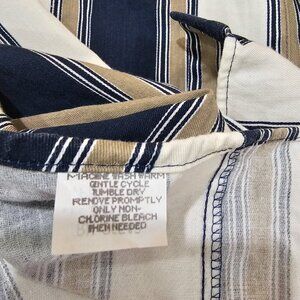 MACHINE WASH WARM
GENTLE CYCLE
TUMBLE DRY
REMOVE PROMPTLY
ONLY NON-
CHLORINE BLEACH
WHEN NEEDED